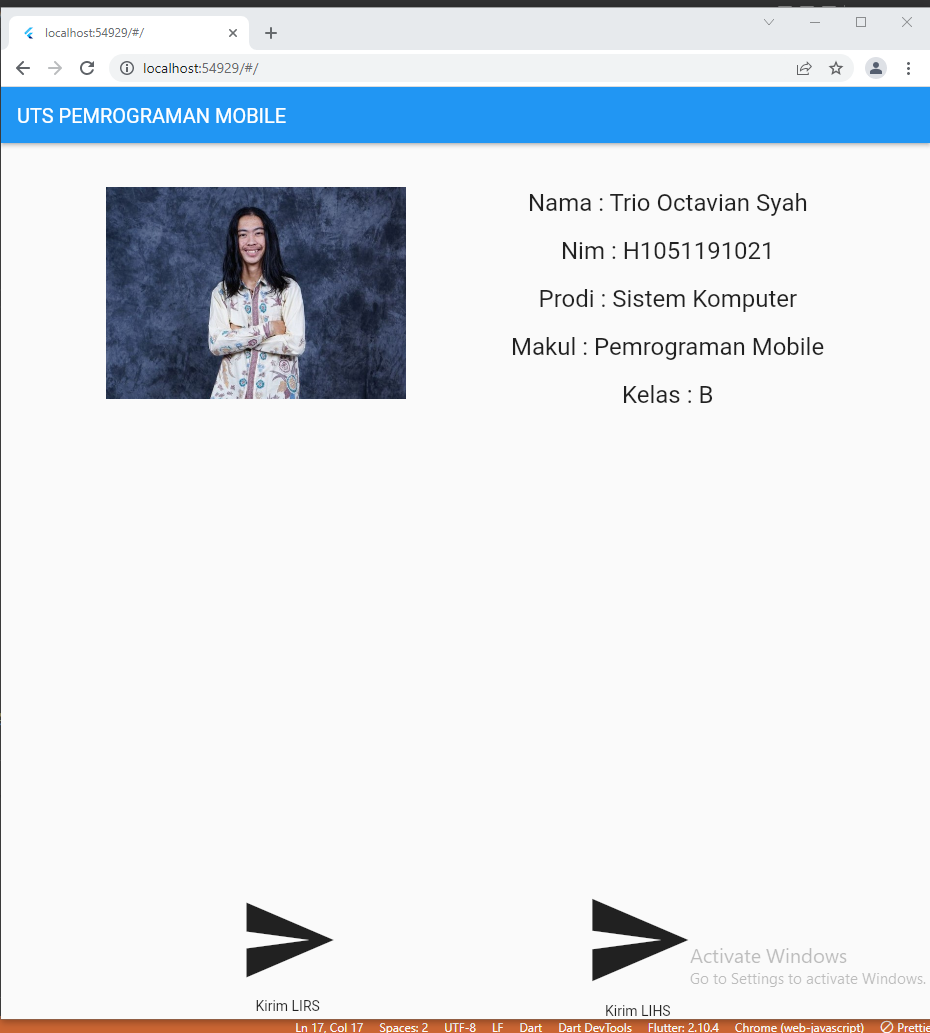 localhost:54929/#/
localhost:54929/#/
UTS PEMROGRAMAN MOBILE
Nama : Trio Octavian Syah
Nim : H1051191021
Prodi : Sistem Komputer
Makul : Pemrograman Mobile
Kelas : B
Activate Windows
Go to Settings to activate Windows.
Kirim LIRS
Kirim LIHS
Ln 17, Col 17 Spaces: 2 UTF-8 LF Dart Dart DevTools Flutter: 2.10.4 Chrome (web-javascript) Prettie